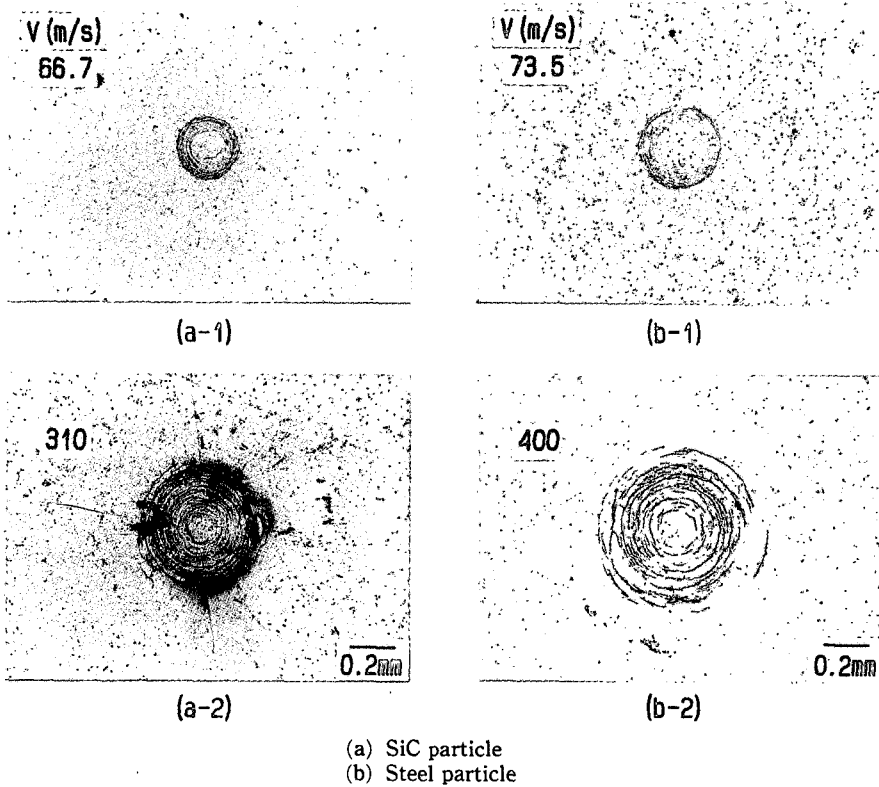 V (m/s)
66.7
(a-1)
V (m/s)
73.5
(b-1)
310
0.2mm
(a-2)
400
0.2mm
(b-2)
(a) SiC particle
(b) Steel particle